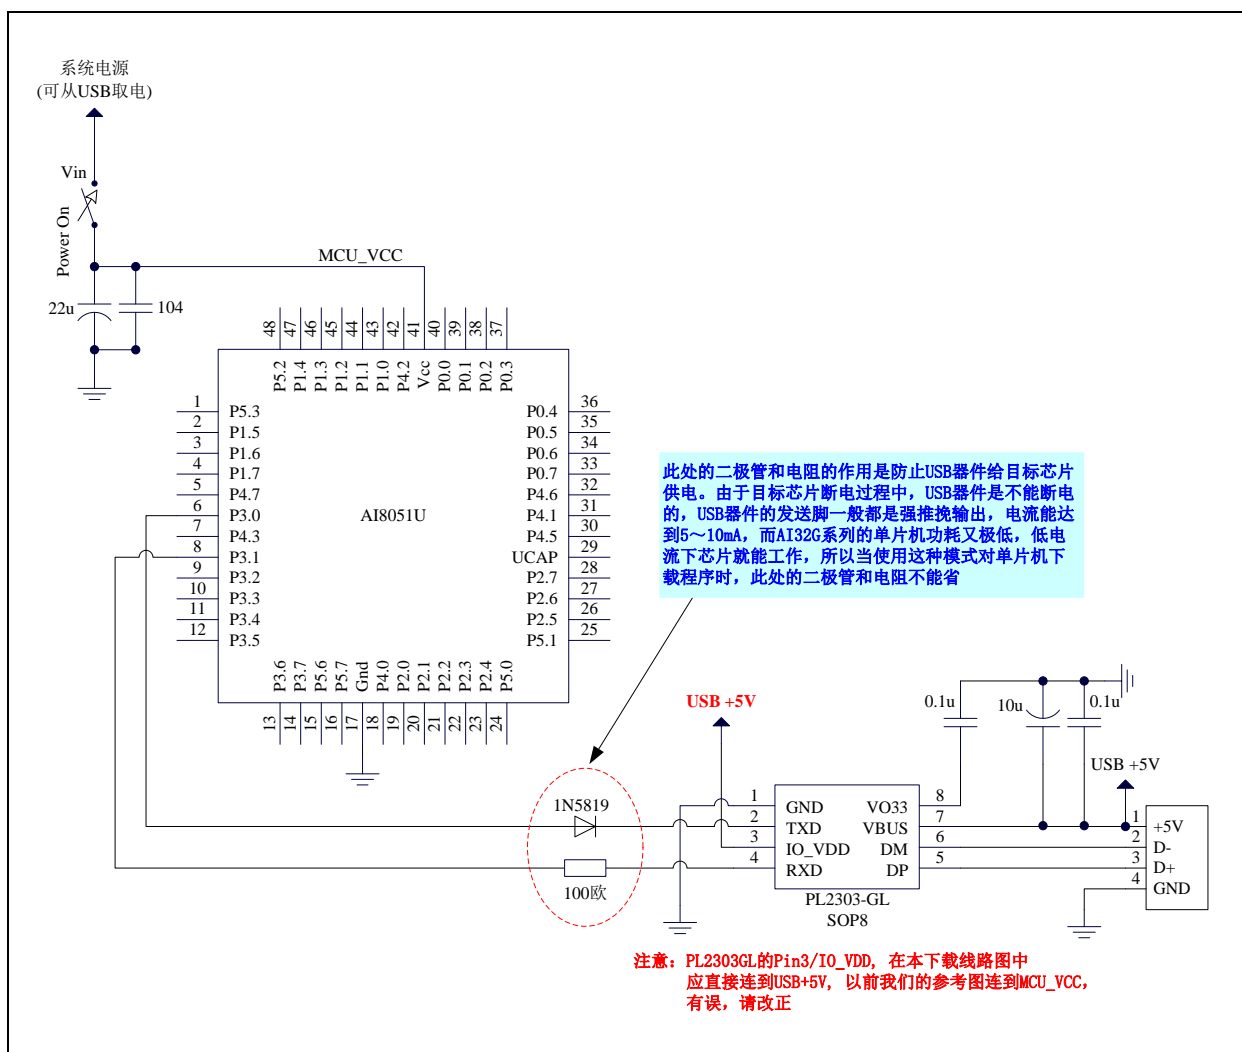 系统电源
(可从USB取电)
Vin
Power On
MCU_VCC
22u
104
48 47 46 45 44 43 42 41 40 39 38 37
P5.2 P1.4 P1.3 P1.2 P1.1 P1.0 P4.2 Vcc P0.0 P0.1 P0.2 P0.3
1 P5.3
2 P1.5
3 P1.6
4 P1.7
5 P4.7
6 P3.0
7 P4.3
8 P3.1
9 P3.2
10 P3.3
11 P3.4
12 P3.5
AI8051U
P0.4 36
P0.5 35
P0.6 34
P0.7 33
P4.6 32
P4.1 31
P4.5 30
UCAP 29
P2.7 28
P2.6 27
P2.5 26
P5.1 25
P3.6 P3.7 P5.6 P5.7 Gnd P4.0 P2.0 P2.1 P2.2 P2.3 P2.4 P5.0
13 14 15 16 17 18 19 20 21 22 23 24
此处的二极管和电阻的作用是防止USB器件给目标芯片
供电。由于目标芯片断电过程中，USB器件是不能断电
的，USB器件的发送脚一般都是强推挽输出，电流能达
到5～10mA，而AI32G系列的单片机功耗又极低，低电
流下芯片就能工作，所以当使用这种模式对单片机下
载程序时，此处的二极管和电阻不能省
USB +5V
0.1u
10u
0.1u
USB +5V
1N5819
100欧
1 GND
2 TXD
3 IO_VDD
4 RXD
VO33 8
VBUS 7
DM 6
DP 5
PL2303-GL
SOP8
1 +5V
2 D-
3 D+
4 GND
注意：PL2303GL的Pin3/IO_VDD, 在本下载线路图中
应直接连到USB+5V, 以前我们的参考图连到MCU_VCC，
有误，请改正